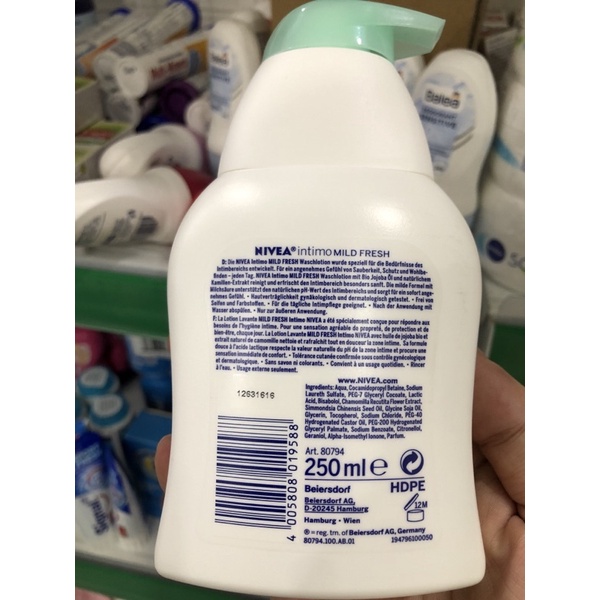 Balea
NIVEA® intimo MILD FRESH
D: Die NIVEA Intimo MILD FRESH Waschlotion wurde speziell für die Bedürfnisse des
Intimbereichs entwickelt. Für ein angenehmes Gefühl von Sauberkeit, Schutz und Wohlbe-
finden – jeden Tag. NIVEA Intimo MILD FRESH Waschlotion mit Bio Jojoba Öl und natürlichem
Kamillen-Extrakt reinigt und erfrischt den Intimbereich besonders sanft. Die milde Formel mit
Milchsäure unterstützt den natürlichen pH-Wert des Intimbereichs und sorgt für ein sofort ange-
nehmes Gefühl. • Hautverträglichkeit gynäkologisch und dermatologisch getestet. • Frei von
Seifen und Farbstoffen. • Für die tägliche Intimpflege geeignet. • Nach der Anwendung mit
Wasser abspülen. • Nur zur äußeren Anwendung.
F: La Lotion Lavante MILD FRESH Intimo NIVEA a été spécialement conçue pour répondre aux
besoins de l'hygiène intime. Pour une sensation agréable de propreté, de protection et de
bien-être, chaque jour. La Lotion Lavante MILD FRESH Intimo NIVEA avec huile de jojoba bio et
extrait naturel de camomille nettoie et rafraîchit tout en douceur la zone intime. Sa formule
douce à l'acide lactique respecte la valeur naturelle du pH de la zone intime et procure une
sensation immédiate de confort. • Tolérance cutanée confirmée sous contrôle gynécologique
et dermatologique. • Sans savon ni colorants. • Convient à un usage quotidien. • Rincer
à l'eau. • Usage externe seulement.
www.NIVEA.com
12631616
Ingredients: Aqua, Cocamidopropyl Betaine, Sodium
Laureth Sulfate, PEG-7 Glyceryl Cocoate, Lactic
Acid, Bisabolol, Chamomilla Recutita Flower Extract,
Simmondsia Chinensis Seed Oil, Glycine Soja Oil,
Glycerin, Tocopherol, Sodium Chloride, PEG-40
Hydrogenated Castor Oil, PEG-200 Hydrogenated
Glyceryl Palmate, Sodium Benzoate, Citronellol,
Geraniol, Alpha-Isomethyl Ionone, Parfum.
Art. 80794
250 ml e
HDPE
Beiersdorf
Beiersdorf AG,
D-20245 Hamburg
12M
Hamburg • Wien
® = reg. tm. of Beiersdorf AG, Germany
80794.100.AB.01
194796100050
4 005808 019588